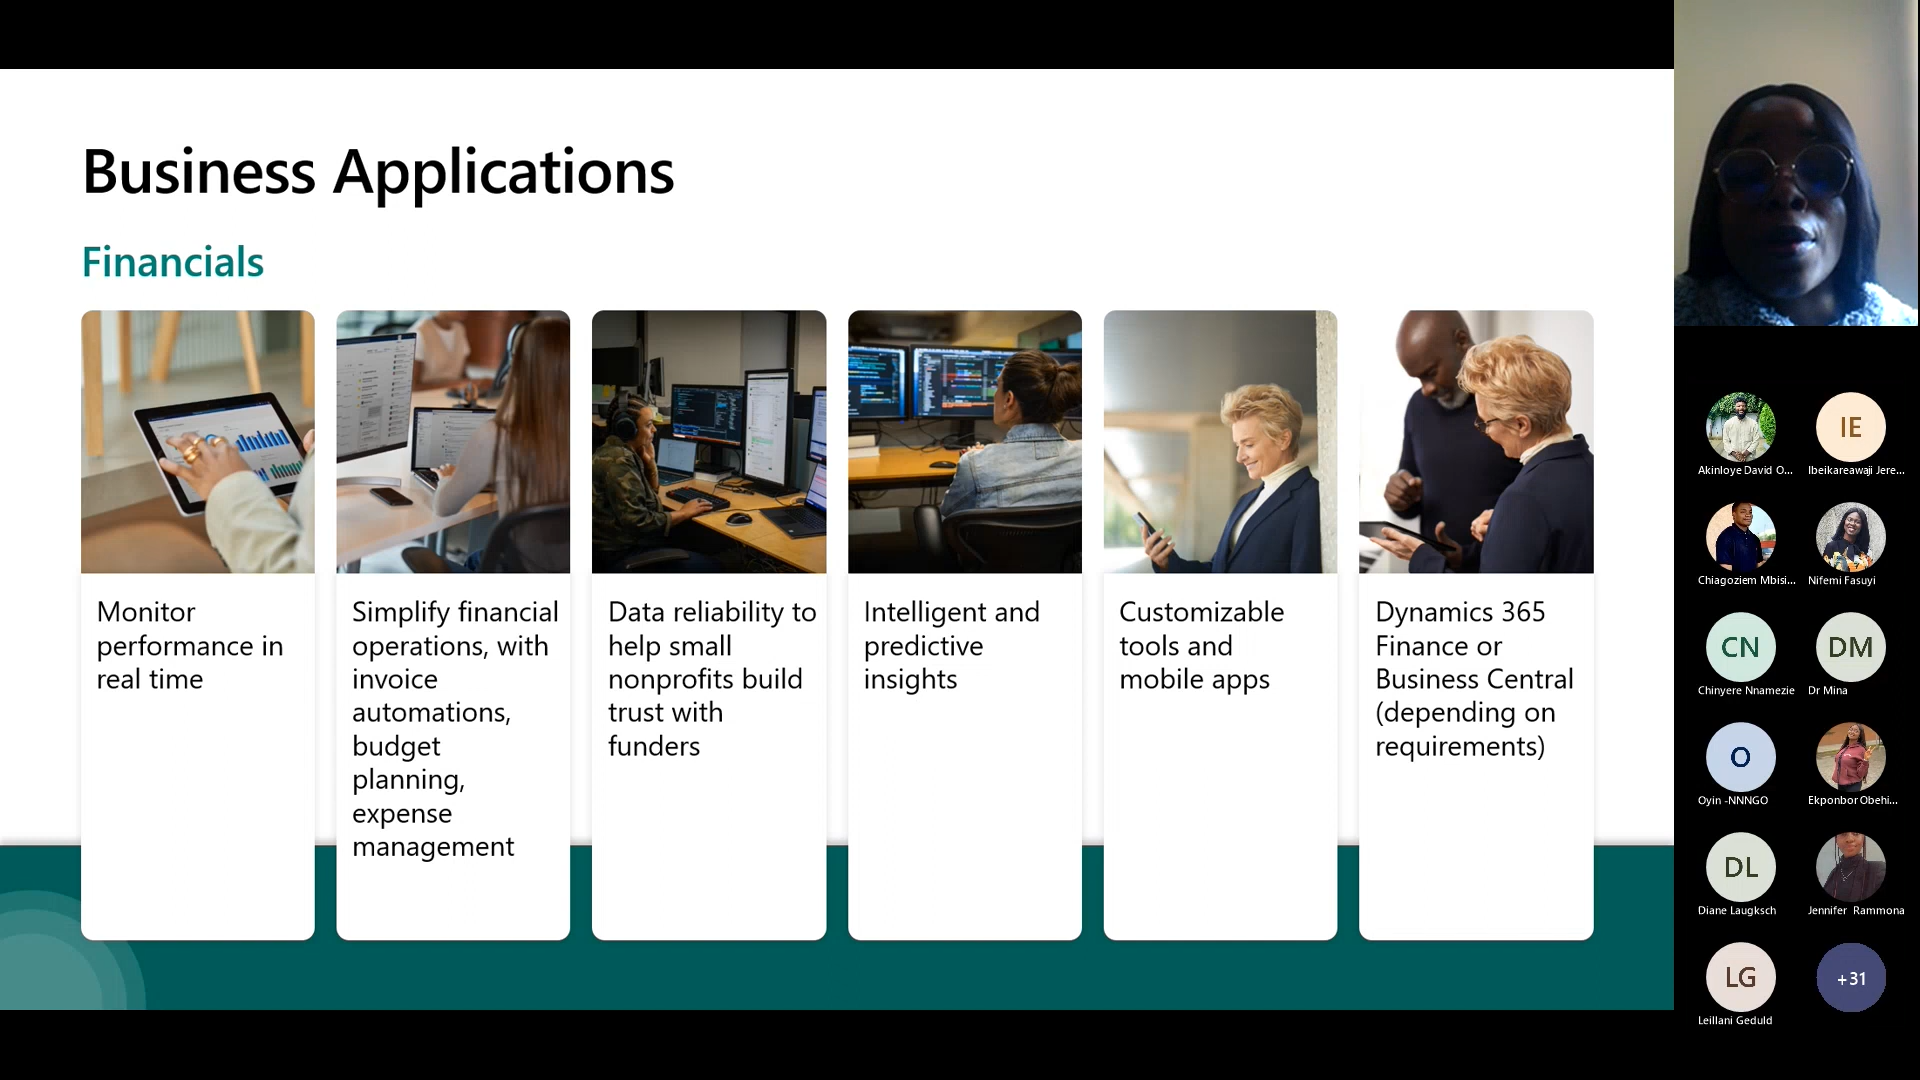 Business Applications
Financials
Monitor
performance in
real time
Simplify financial
operations, with
invoice
automations,
budget
planning,
expense
management
Data reliability to
help small
nonprofits build
trust with
funders
Intelligent and
predictive
insights
Customizable
tools and
mobile apps
Dynamics 365
Finance or
Business Central
(depending on
requirements)
Akinloye David O...
IE
Ibeikareawaji Jere...
Chiagoziem Mbisi...
Nifemi Fasuyi
CN
Chinyere Nnamezie
DM
Dr Mina
O
Oyin -NNNGO
Ekponbor Obehi...
DL
Diane Laugksch
Jennifer Rammona
LG
Leillani Geduld
+31